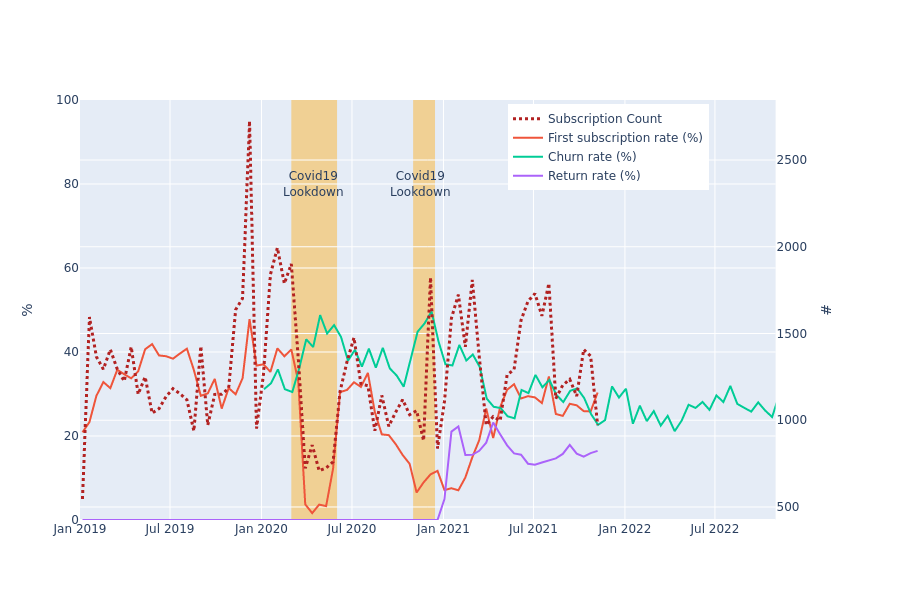 100
80
60
40
20
0
%
2500
2000
1500
1000
500
#
Covid19
Lookdown
Covid19
Lookdown
Subscription Count
First subscription rate (%)
Churn rate (%)
Return rate (%)
Jan 2019
Jul 2019
Jan 2020
Jul 2020
Jan 2021
Jul 2021
Jan 2022
Jul 2022